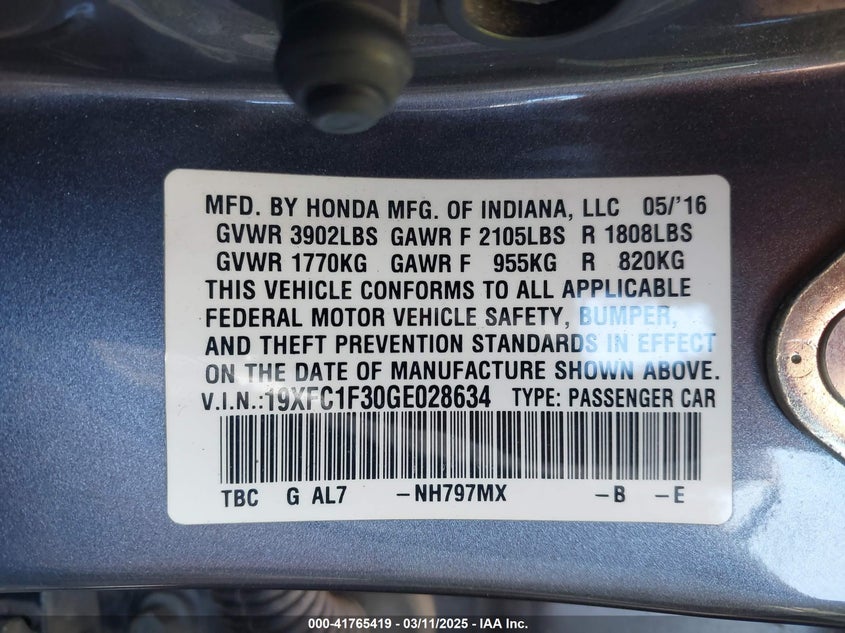 MFD. BY HONDA MFG. OF INDIANA, LLC 05/'16
GVWR 3902LBS GAWR F 2105LBS R 1808LBS
GVWR 1770KG GAWR F 955KG R 820KG
THIS VEHICLE CONFORMS TO ALL APPLICABLE
FEDERAL MOTOR VEHICLE SAFETY, BUMPER,
AND THEFT PREVENTION STANDARDS IN EFFECT
ON THE DATE OF MANUFACTURE SHOWN ABOVE.
V.I.N.:19XFC1F30GE028634 TYPE: PASSENGER CAR
TBC G AL7 -NH797MX -B -E
000-41765419 - 03/11/2025 - IAA Inc.